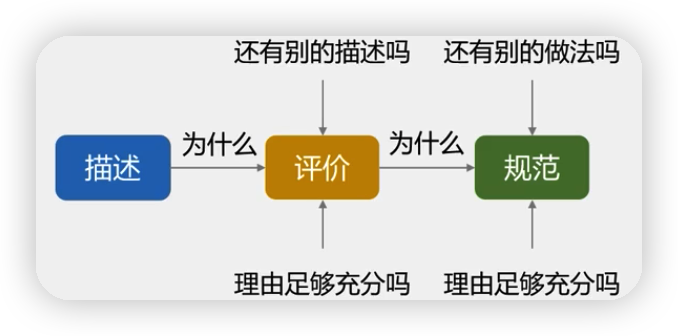 还有别的描述吗 还有别的做法吗
描述 为什么 评价 为什么 规范
理由足够充分吗 理由足够充分吗